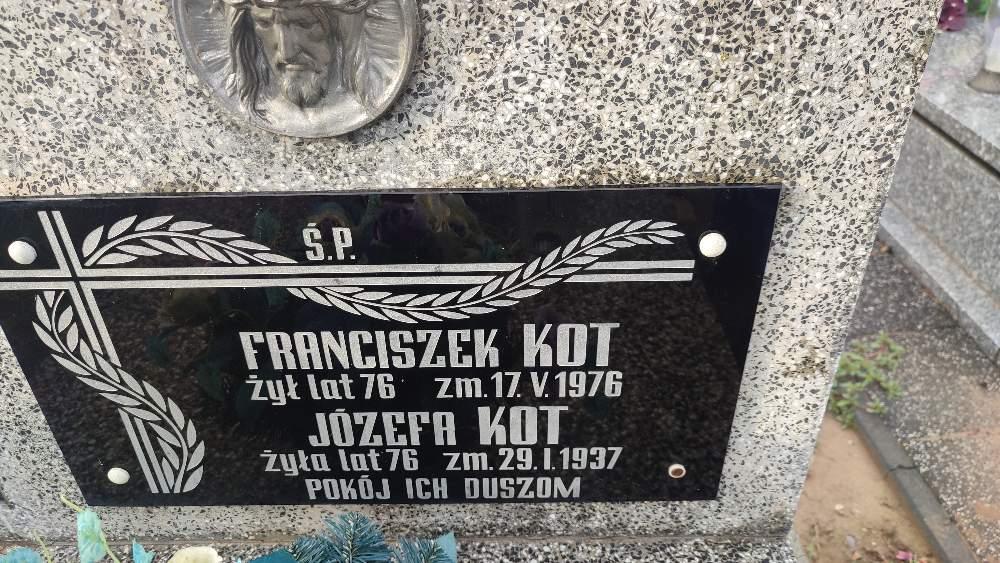 Ś.P.
FRANCISZEK KOT
żył lat 76 zm. 17. V. 1976
JÓZEFA KOT
żyła lat 76 zm. 29. I. 1937
POKÓJ ICH DUSZOM